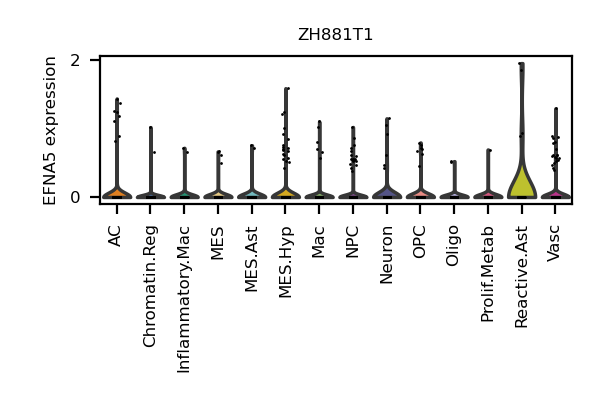 ZH881T1
EFNA5 expression
2
0
AC
Chromatin.Reg
Inflammatory.Mac
MES
MES.Ast
MES.Hyp
Mac
NPC
Neuron
OPC
Oligo
Prolif.Metab
Reactive.Ast
Vasc